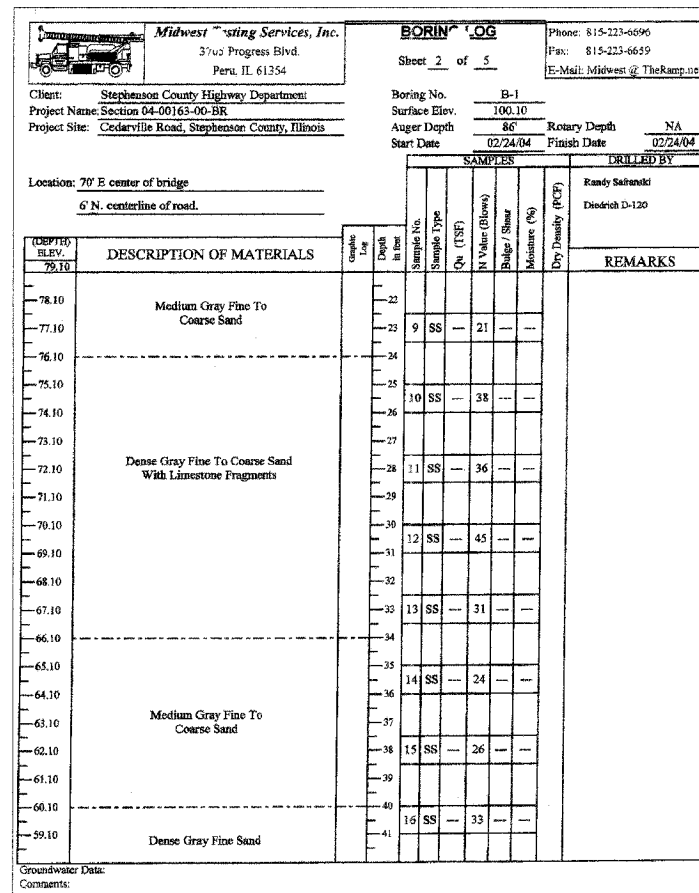 Midwest Testing Services, Inc.
3705 Progress Blvd.
Peru, IL 61354
BORING LOG
Sheet 2 of 5
Phone: 815-223-6696
Fax: 815-223-6659
E-Mail: Midwest @ TheRamp.ne
Client: Stephenson County Highway Department
Project Name: Section 04-00163-00-BR
Project Site: Cedarville Road, Stephenson County, Illinois
Boring No. B-1
Surface Elev. 100.10
Auger Depth 86' Rotary Depth NA
Start Date 02/24/04 Finish Date 02/24/04
Location: 70' E center of bridge
6' N. centerline of road.
SAMPLES
DRILLED BY
Randy Safranski
Diedrich D-120
(DEPTH) ELEV. 79.10
DESCRIPTION OF MATERIALS
Graphic Log
Depth in feet
Sample No.
Sample Type
Qu (TSF)
N Value (Blows)
Bulge / Shear
Moisture (%)
Dry Density (PCF)
REMARKS
78.10 22
Medium Gray Fine To
Coarse Sand
77.10 23 9 SS --- 21 --- ---
76.10 24
75.10 25
10 SS --- 38 --- ---
74.10 26
73.10 27
Dense Gray Fine To Coarse Sand
With Limestone Fragments
72.10 28 11 SS --- 36 --- ---
71.10 29
70.10 30
12 SS --- 45 --- ---
69.10 31
68.10 32
67.10 33 13 SS --- 31 --- ---
66.10 34
65.10 35
14 SS --- 24 --- ---
64.10 36
63.10 37
Medium Gray Fine To
Coarse Sand
62.10 38 15 SS --- 26 --- ---
61.10 39
60.10 40
16 SS --- 33 --- ---
59.10 41
Dense Gray Fine Sand
Groundwater Data:
Comments: